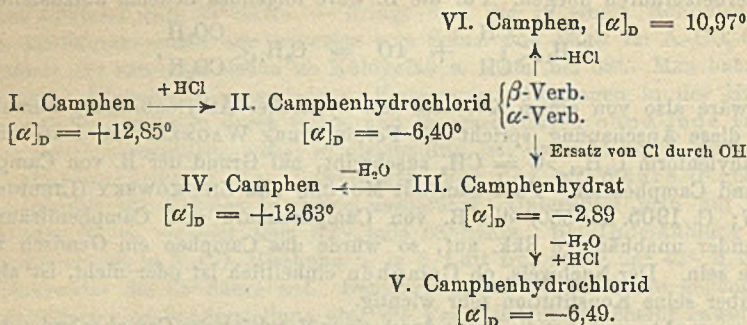 VI. Camphen, [α]D = 10,97°
—HCl
I. Camphen +HCl → II. Camphenhydrochlorid { β-Verb.
α-Verb.
[α]D = +12,85° [α]D = —6,40°
Ersatz von Cl durch OH
IV. Camphen ←—H2O III. Camphenhydrat
[α]D = +12,63° [α]D = —2,89
—H2O
+HCl
V. Camphenhydrochlorid
[α]D = —6,49.